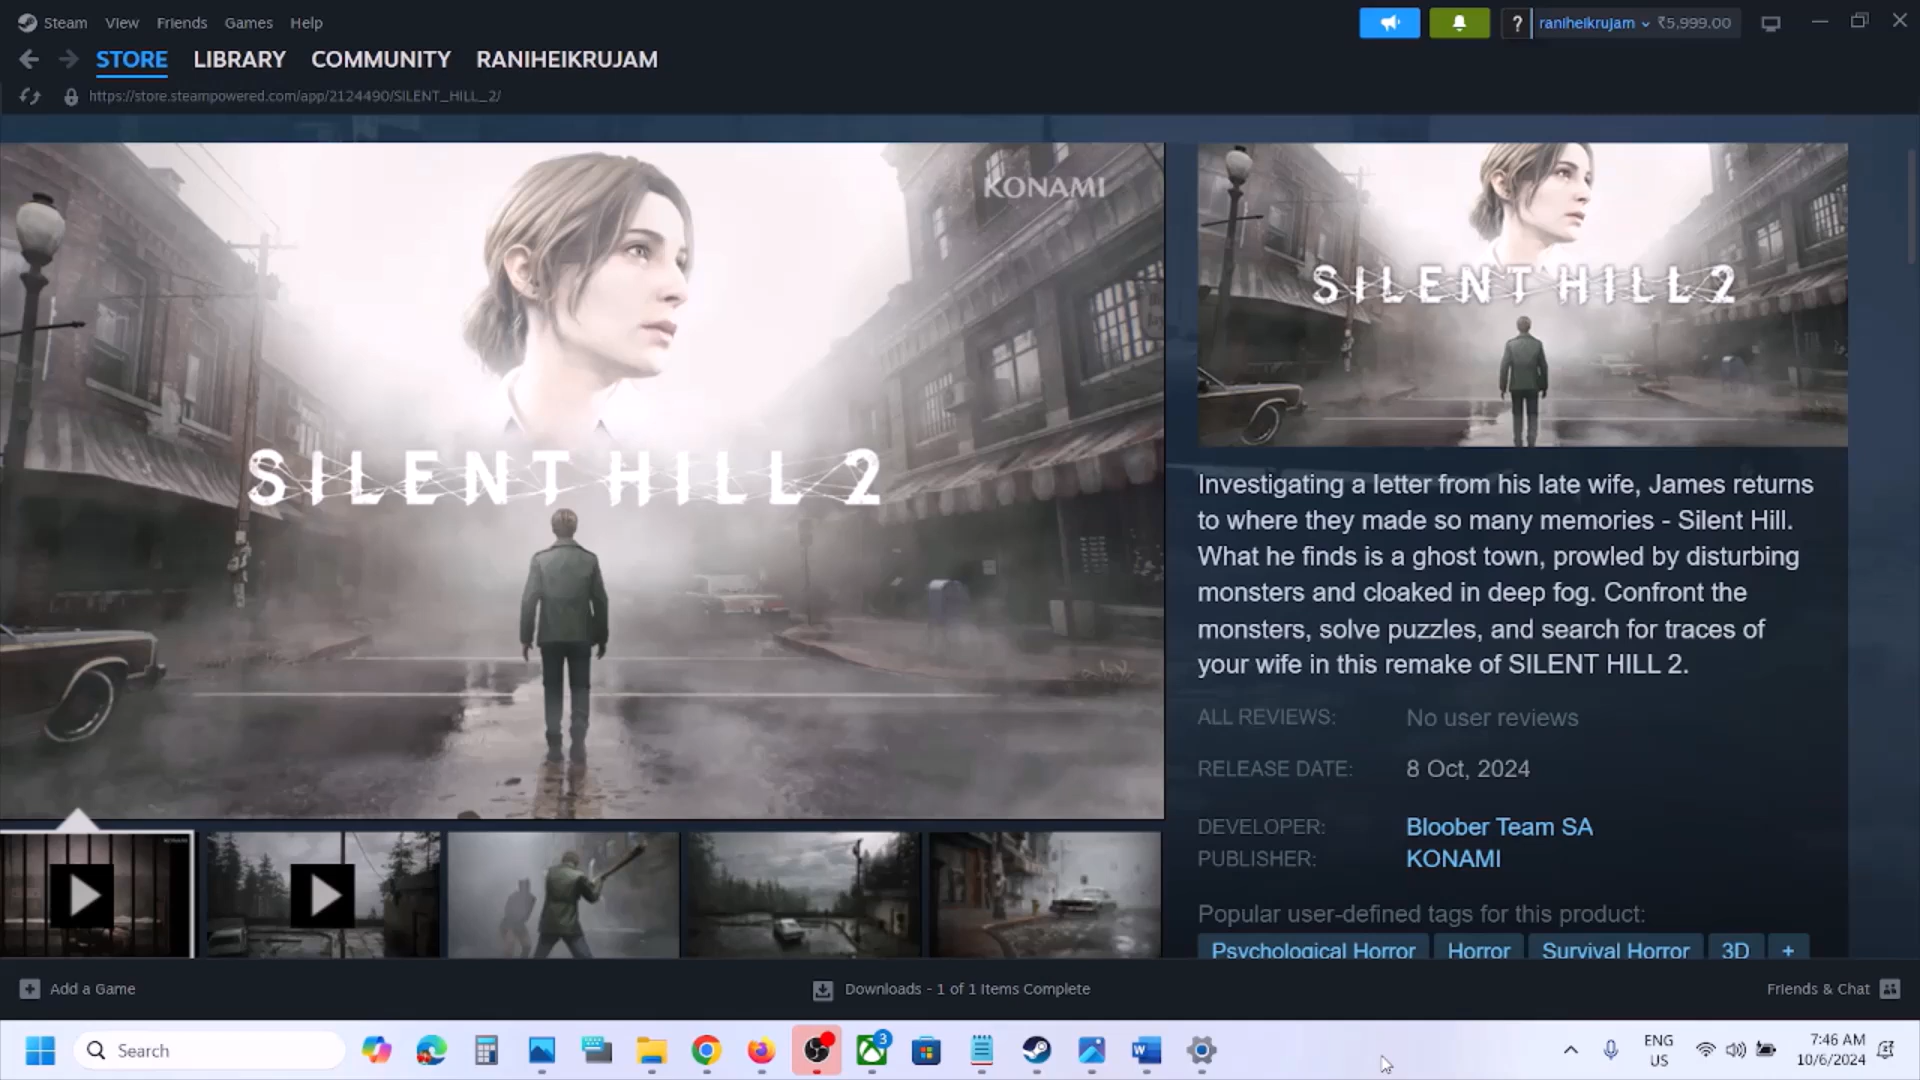 Steam View Friends Games Help
? raniheikrujam ₹5,999.00
STORE LIBRARY COMMUNITY RANIHEIKRUJAM
https://store.steampowered.com/app/2124490/SILENT_HILL_2/
KONAMI
SILENT HILL 2
SILENT HILL 2
Investigating a letter from his late wife, James returns
to where they made so many memories - Silent Hill.
What he finds is a ghost town, prowled by disturbing
monsters and cloaked in deep fog. Confront the
monsters, solve puzzles, and search for traces of
your wife in this remake of SILENT HILL 2.
ALL REVIEWS: No user reviews
RELEASE DATE: 8 Oct, 2024
DEVELOPER: Bloober Team SA
PUBLISHER: KONAMI
Popular user-defined tags for this product:
Psychological Horror Horror Survival Horror 3D +
Add a Game
Downloads - 1 of 1 Items Complete
Friends & Chat
Search
3
ENG
US
7:46 AM
10/6/2024